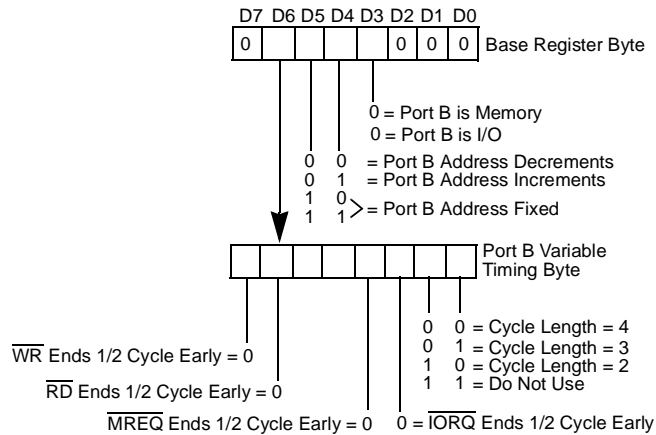 D7 D6 D5 D4 D3 D2 D1 D0
0 0 0 0 Base Register Byte
0 = Port B is Memory
0 = Port B is I/O
0 0 = Port B Address Decrements
0 1 = Port B Address Increments
1 0
1 1 > = Port B Address Fixed
Port B Variable
Timing Byte
0 0 = Cycle Length = 4
0 1 = Cycle Length = 3
1 0 = Cycle Length = 2
1 1 = Do Not Use
W̅R̅ Ends 1/2 Cycle Early = 0
R̅D̅ Ends 1/2 Cycle Early = 0
M̅R̅E̅Q̅ Ends 1/2 Cycle Early = 0 0 = I̅O̅R̅Q̅ Ends 1/2 Cycle Early